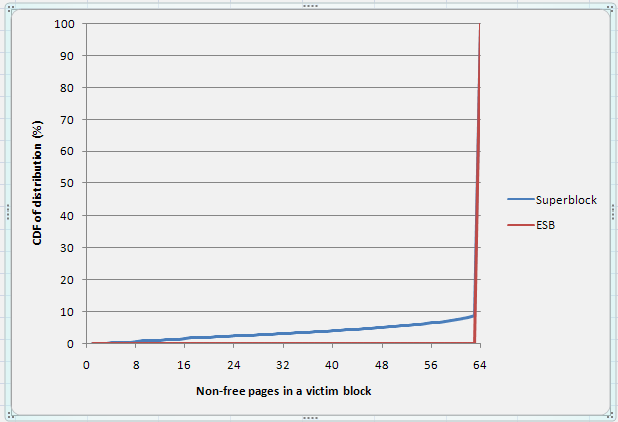 100
90
80
70
60
50
40
30
20
10
0
CDF of distribution (%)
0 8 16 24 32 40 48 56 64
Non-free pages in a victim block
Superblock
ESB